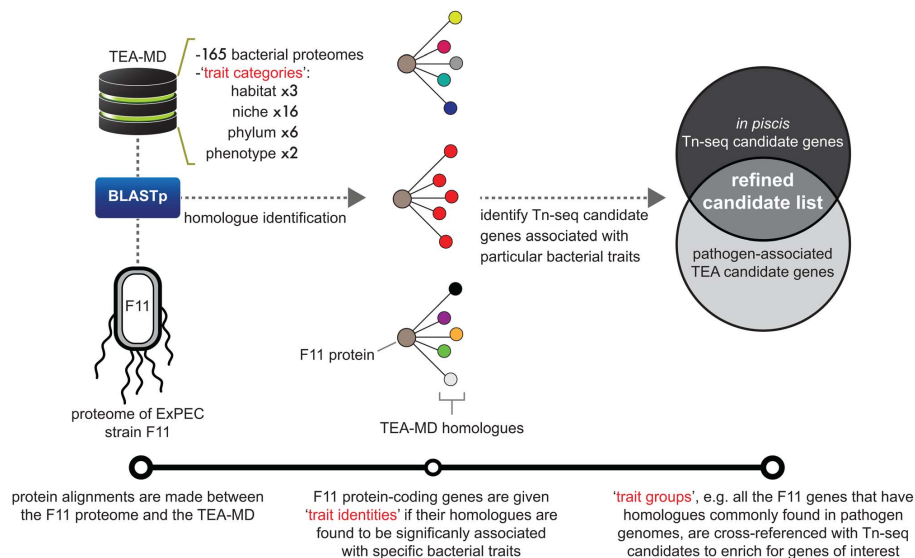 TEA-MD
-165 bacterial proteomes
-‘trait categories’:
habitat x3
niche x16
phylum x6
phenotype x2
BLASTp
homologue identification
F11
proteome of ExPEC
strain F11
identify Tn-seq candidate
genes associated with
particular bacterial traits
F11 protein
TEA-MD homologues
in piscis
Tn-seq candidate genes
refined
candidate list
pathogen-associated
TEA candidate genes
protein alignments are made between
the F11 proteome and the TEA-MD
F11 protein-coding genes are given
‘trait identities’ if their homologues are
found to be significantly associated
with specific bacterial traits
‘trait groups’, e.g. all the F11 genes that have
homologues commonly found in pathogen
genomes, are cross-referenced with Tn-seq
candidates to enrich for genes of interest